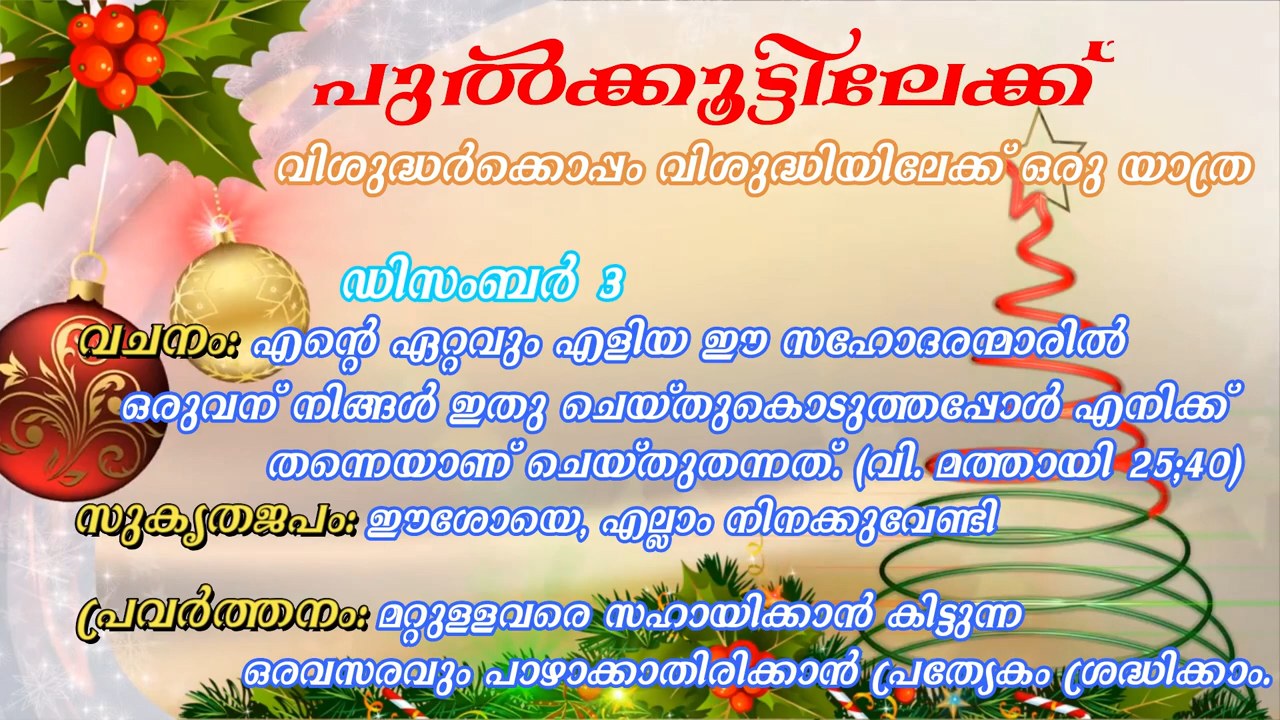 പുൽക്കൂട്ടിലേക്ക്
വിശുദ്ധർക്കൊപ്പം വിശുദ്ധിയിലേക്ക് ഒരു യാത്ര
ഡിസംബർ 3
വചനം: എന്റെ ഏറ്റവും എളിയ ഈ സഹോദരന്മാരിൽ
ഒരുവന് നിങ്ങൾ ഇതു ചെയ്തുകൊടുത്തപ്പോൾ എനിക്ക്
തന്നെയാണ് ചെയ്തുതന്നത്. (വി. മത്തായി 25;40)
സുകൃതജപം: ഈശോയെ, എല്ലാം നിനക്കുവേണ്ടി
പ്രവർത്തനം: മറ്റുള്ളവരെ സഹായിക്കാൻ കിട്ടുന്ന
ഒരവസരവും പാഴാക്കാതിരിക്കാൻ പ്രത്യേകം ശ്രദ്ധിക്കാം.